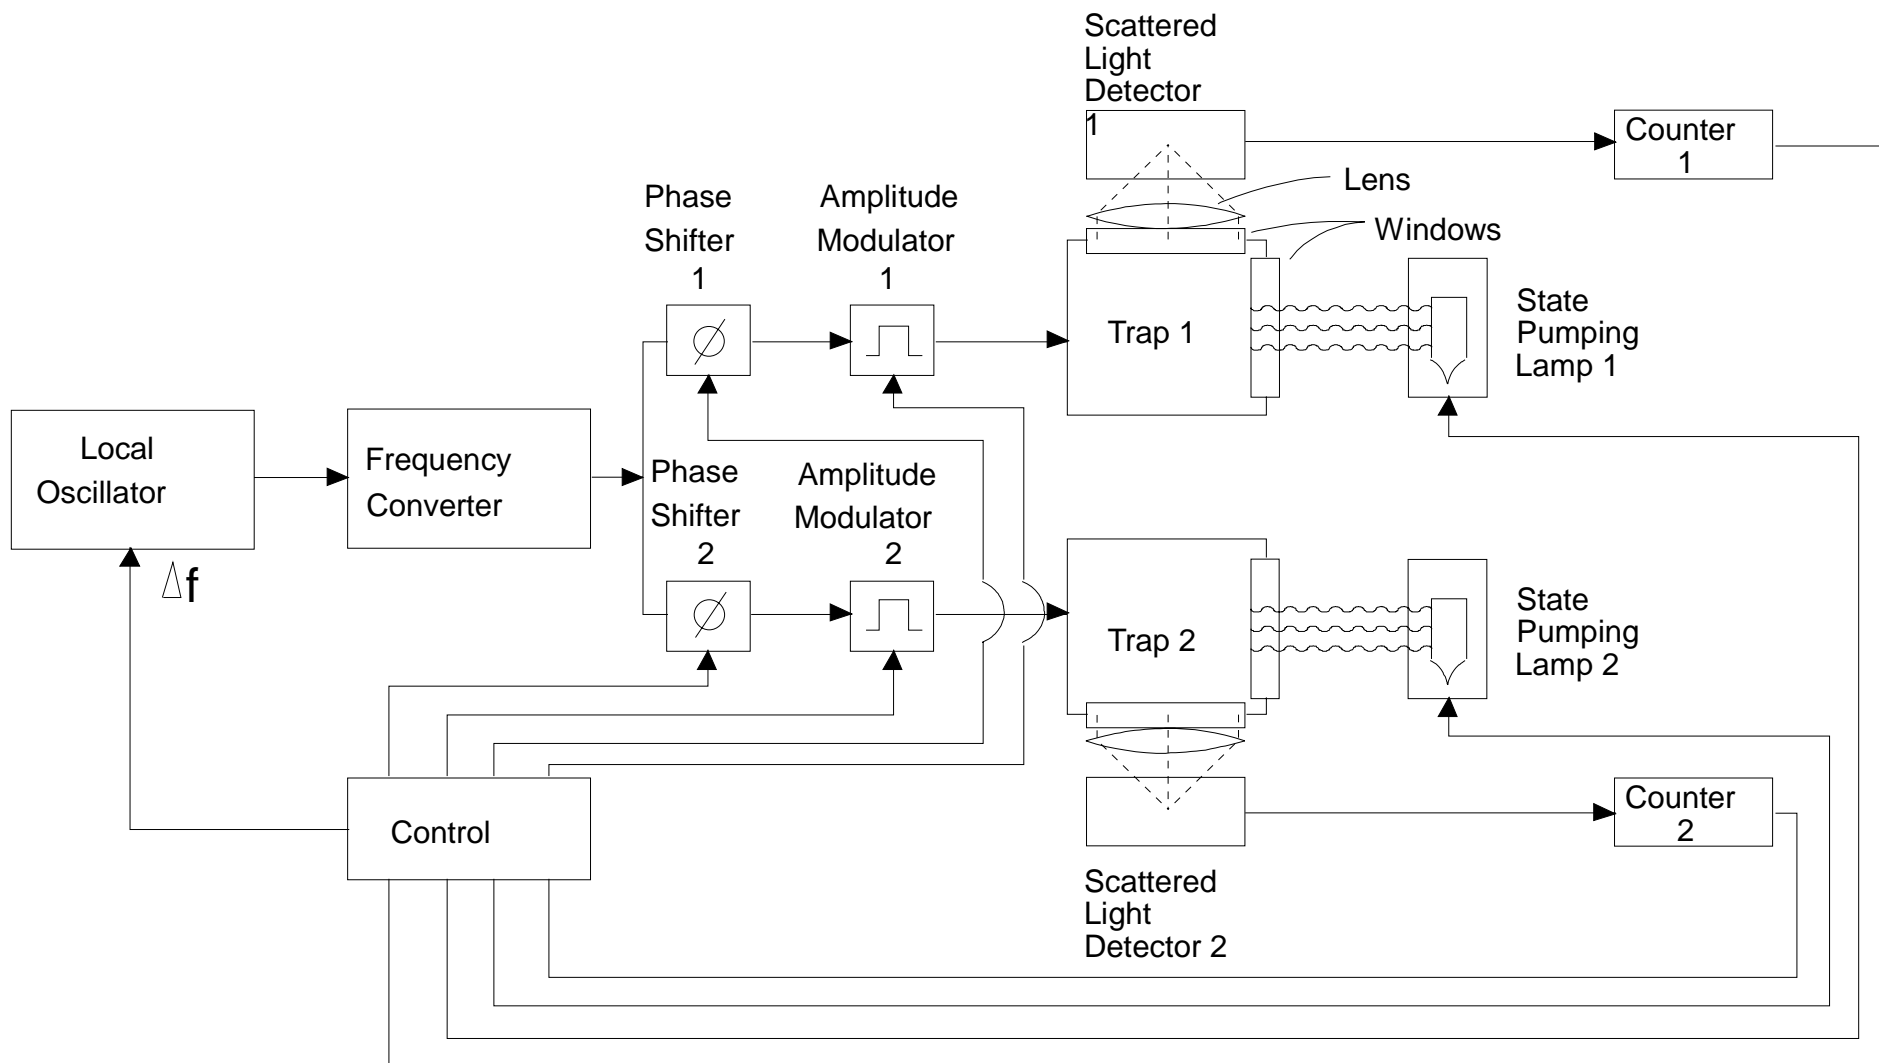 Scattered
Light
Detector
1
Counter
1
Lens
Windows
Phase
Shifter
1
Amplitude
Modulator
1
Trap 1
State
Pumping
Lamp 1
Local
Oscillator
Frequency
Converter
Phase
Shifter
2
Amplitude
Modulator
2
Δf
Trap 2
State
Pumping
Lamp 2
Control
Counter
2
Scattered
Light
Detector 2